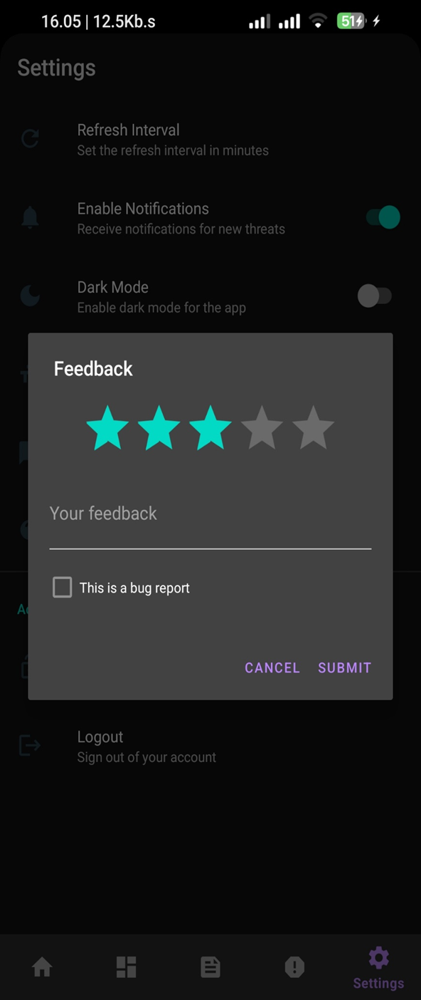 16.05 | 12.5Kb.s
51
Settings
Refresh Interval
Set the refresh interval in minutes
Enable Notifications
Receive notifications for new threats
Dark Mode
Enable dark mode for the app
Feedback
Your feedback
This is a bug report
CANCEL SUBMIT
Logout
Sign out of your account
Settings